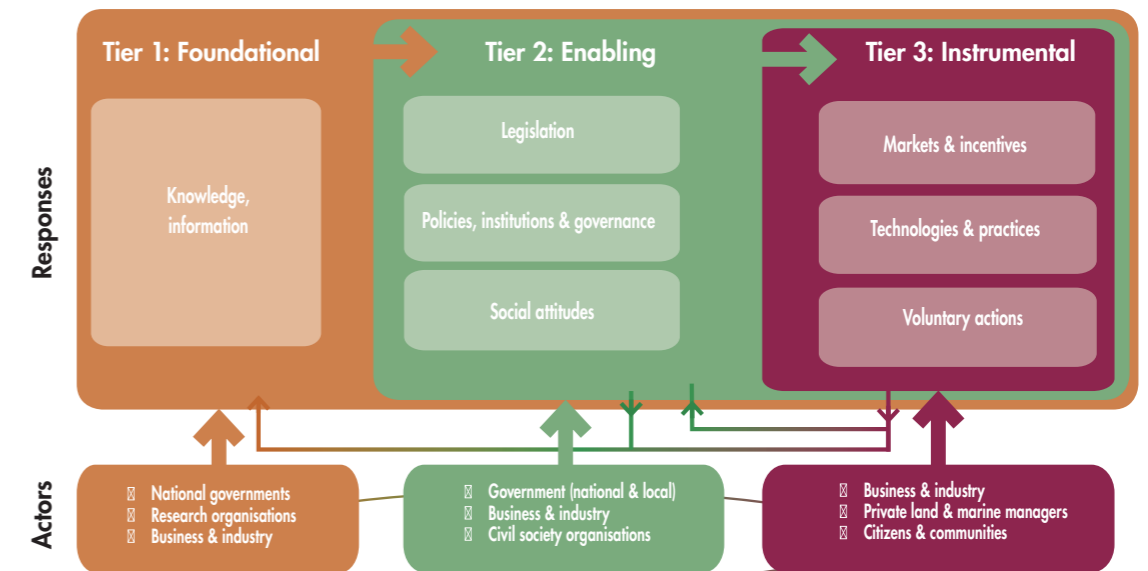 Tier 1: Foundational
Tier 2: Enabling
Tier 3: Instrumental
Responses
Knowledge,
information
Legislation
Policies, institutions & governance
Social attitudes
Markets & incentives
Technologies & practices
Voluntary actions
Actors
National governments
Research organisations
Business & industry
Government (national & local)
Business & industry
Civil society organisations
Business & industry
Private land & marine managers
Citizens & communities